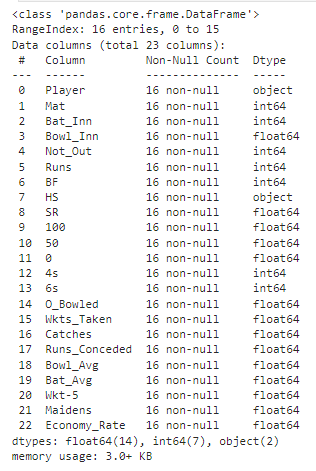 <class 'pandas.core.frame.DataFrame'>
RangeIndex: 16 entries, 0 to 15
Data columns (total 23 columns):
 #   Column         Non-Null Count  Dtype
---  ------         --------------  -----
 0   Player         16 non-null     object
 1   Mat            16 non-null     int64
 2   Bat_Inn        16 non-null     int64
 3   Bowl_Inn       16 non-null     float64
 4   Not_Out        16 non-null     int64
 5   Runs           16 non-null     int64
 6   BF             16 non-null     int64
 7   HS             16 non-null     object
 8   SR             16 non-null     float64
 9   100            16 non-null     float64
 10  50             16 non-null     float64
 11  0              16 non-null     float64
 12  4s             16 non-null     int64
 13  6s             16 non-null     int64
 14  O_Bowled       16 non-null     float64
 15  Wkts_Taken     16 non-null     float64
 16  Catches        16 non-null     float64
 17  Runs_Conceded  16 non-null     float64
 18  Bowl_Avg       16 non-null     float64
 19  Bat_Avg        16 non-null     float64
 20  Wkt-5          16 non-null     float64
 21  Maidens        16 non-null     float64
 22  Economy_Rate   16 non-null     float64
dtypes: float64(14), int64(7), object(2)
memory usage: 3.0+ KB